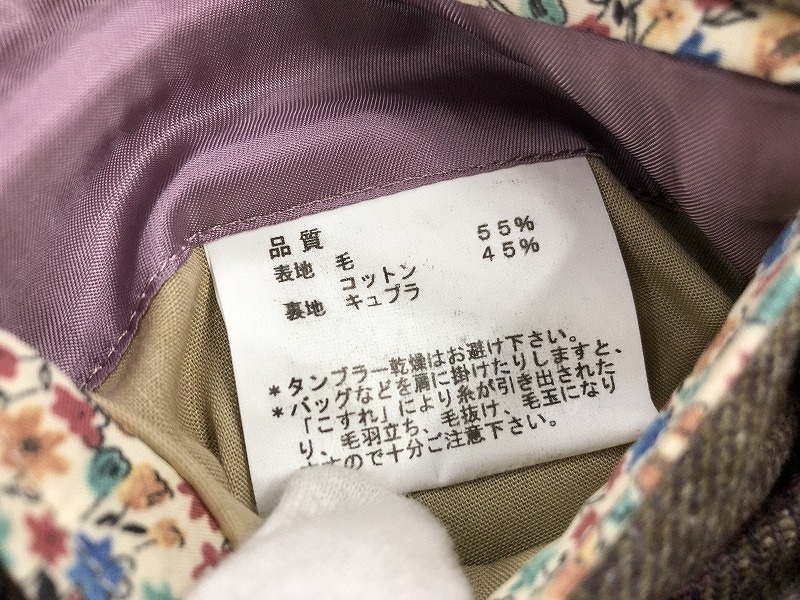 品質
表地 毛 55%
コットン 45%
裏地 キュプラ
*タンブラー乾燥はお避け下さい。
*バッグなどを肩に掛けたりしますと、
「こすれ」により糸が引き出された
り、毛羽立ち、毛抜け、毛玉になり
ますので十分ご注意下さい。